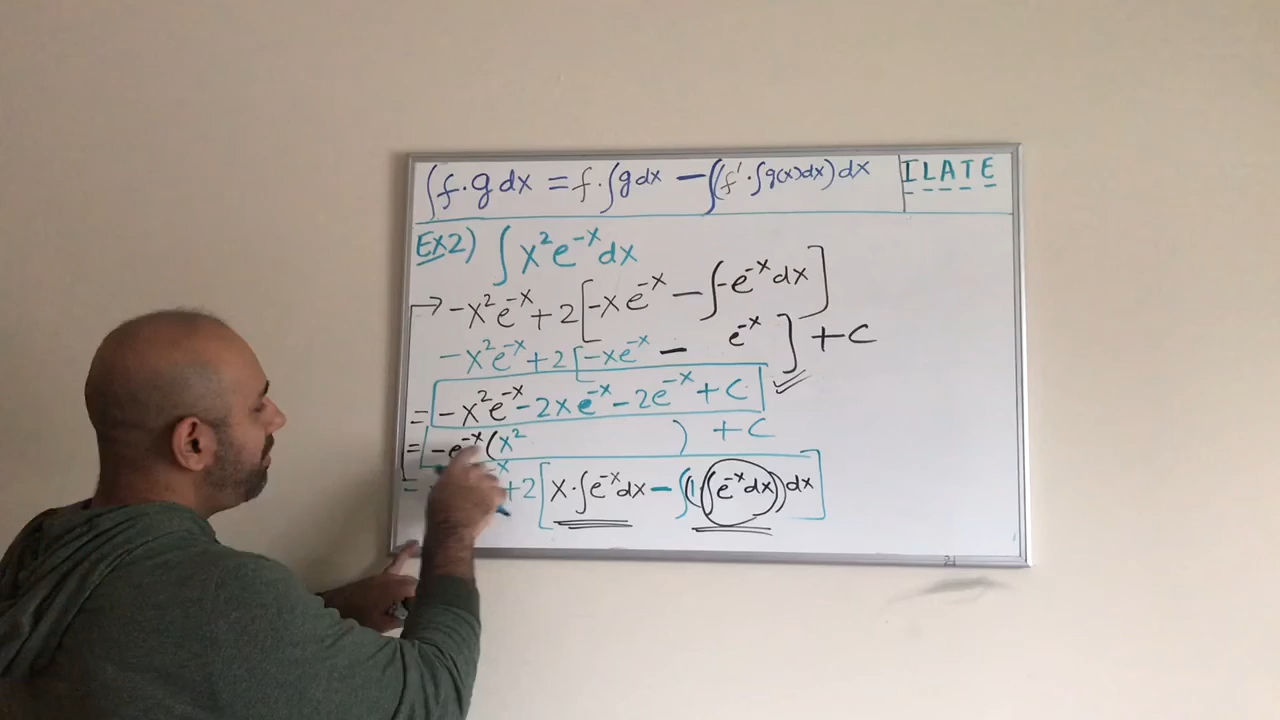 ∫f·g dx = f·∫g dx − ∫(f'·∫g(x)dx)dx
ILATE
Ex2) ∫x²e⁻ˣdx
→ −x²e⁻ˣ+2[−xe⁻ˣ − ∫−e⁻ˣdx]
−x²e⁻ˣ+2[−xe⁻ˣ − e⁻ˣ] + C
= −x²e⁻ˣ−2xe⁻ˣ−2e⁻ˣ+C
= −e⁻ˣ(x² ) + C
= +2[x·∫e⁻ˣdx − ∫(1·∫e⁻ˣdx)dx]